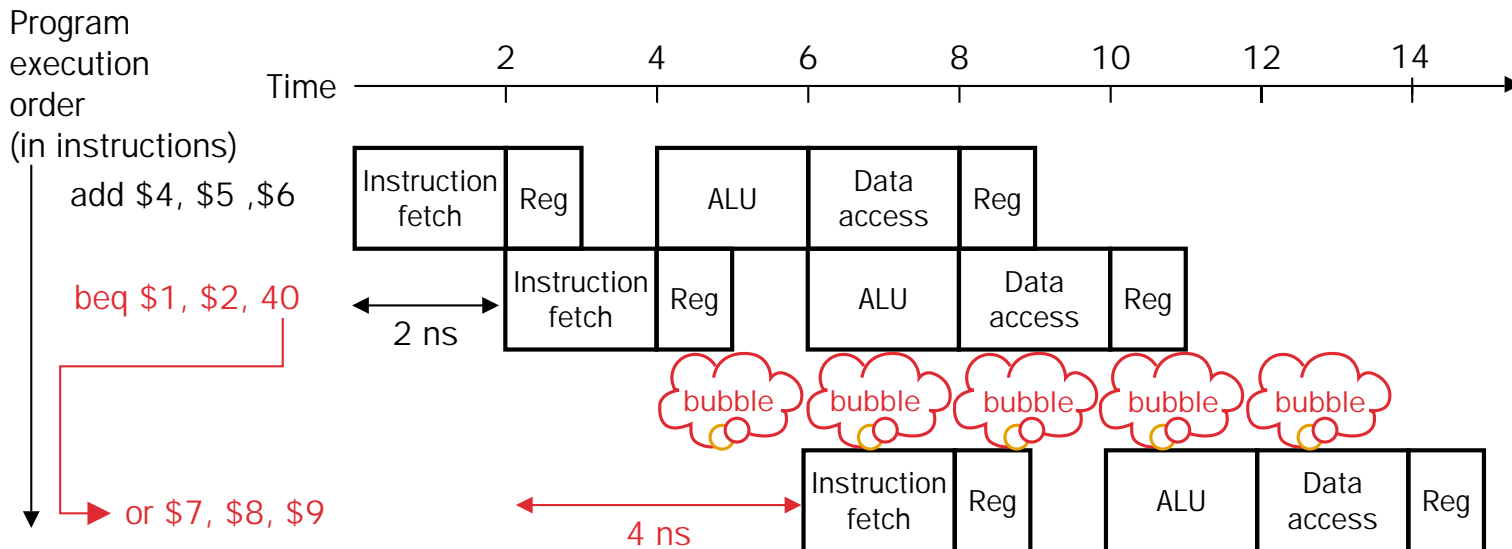 Program
execution
order
(in instructions)
Time
2 4 6 8 10 12 14
add $4, $5 ,$6
Instruction
fetch
Reg
ALU
Data
access
Reg
beq $1, $2, 40
2 ns
Instruction
fetch
Reg
ALU
Data
access
Reg
bubble bubble bubble bubble bubble
or $7, $8, $9
4 ns
Instruction
fetch
Reg
ALU
Data
access
Reg